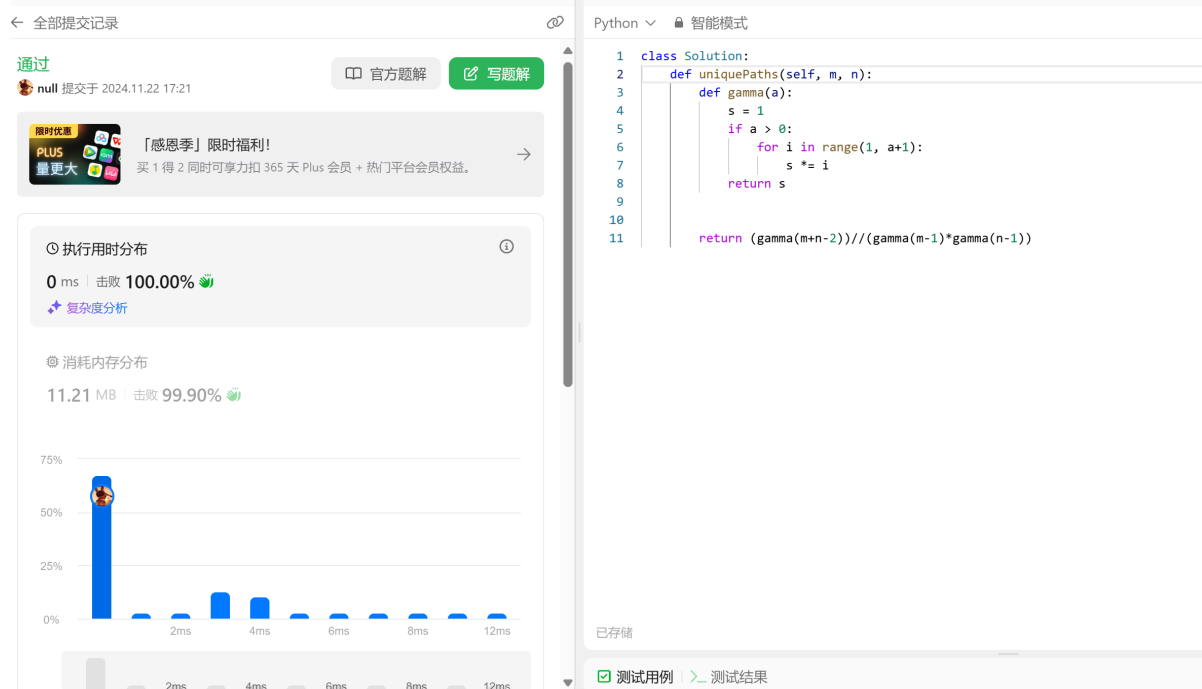 全部提交记录
通过
官方题解
写题解
null 提交于 2024.11.22 17:21
限时优惠
PLUS
量更大
「感恩季」限时福利!
买 1 得 2 同时可享力扣 365 天 Plus 会员 + 热门平台会员权益。
执行用时分布
0 ms 击败 100.00%
复杂度分析
消耗内存分布
11.21 MB 击败 99.90%
75%
50%
25%
0%
2ms 4ms 6ms 8ms 12ms
2ms 4ms 6ms 8ms 12ms
Python 智能模式
1 class Solution:
2 def uniquePaths(self, m, n):
3 def gamma(a):
4 s = 1
5 if a > 0:
6 for i in range(1, a+1):
7 s *= i
8 return s
9
10
11 return (gamma(m+n-2))//(gamma(m-1)*gamma(n-1))
已存储
测试用例 >_ 测试结果